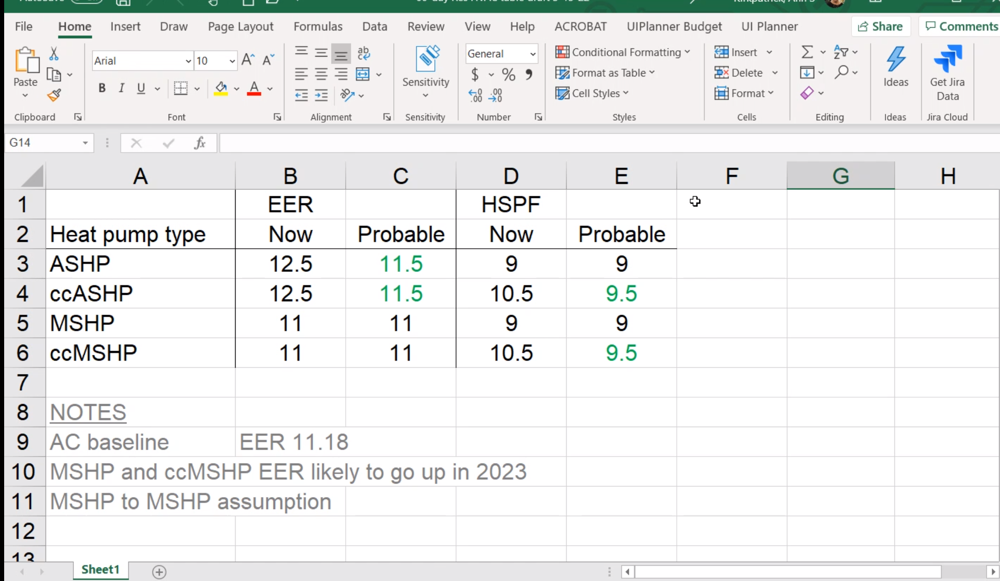 File Home Insert Draw Page Layout Formulas Data Review View Help ACROBAT UIPlanner Budget UI Planner Share Comments
Paste
Clipboard
Arial 10
B I U
Font
Alignment
Sensitivity
Sensitivity
General
$ % 9
Number
Conditional Formatting
Format as Table
Cell Styles
Styles
Insert
Delete
Format
Cells
Editing
Ideas
Ideas
Get Jira
Data
Jira Cloud
G14 fx
A B C D E F G H
1 EER HSPF
2 Heat pump type Now Probable Now Probable
3 ASHP 12.5 11.5 9 9
4 ccASHP 12.5 11.5 10.5 9.5
5 MSHP 11 11 9 9
6 ccMSHP 11 11 10.5 9.5
7
8 NOTES
9 AC baseline EER 11.18
10 MSHP and ccMSHP EER likely to go up in 2023
11 MSHP to MSHP assumption
12
13
Sheet1